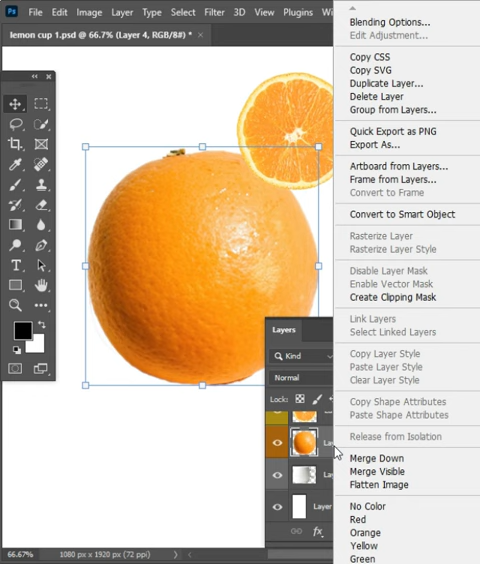 Ps File Edit Image Layer Type Select Filter 3D View Plugins
lemon cup 1.psd @ 66.7% (Layer 4, RGB/8#) * ×
Blending Options...
Edit Adjustment...
Copy CSS
Copy SVG
Duplicate Layer...
Delete Layer
Group from Layers...
Quick Export as PNG
Export As...
Artboard from Layers...
Frame from Layers...
Convert to Frame
Convert to Smart Object
Rasterize Layer
Rasterize Layer Style
Disable Layer Mask
Enable Vector Mask
Create Clipping Mask
Link Layers
Select Linked Layers
Copy Layer Style
Paste Layer Style
Clear Layer Style
Copy Shape Attributes
Paste Shape Attributes
Release from Isolation
Merge Down
Merge Visible
Flatten Image
No Color
Red
Orange
Yellow
Green
Layers
Kind
Normal
Lock:
Layer
fx
66.67% 1080 px x 1920 px (72 ppi)